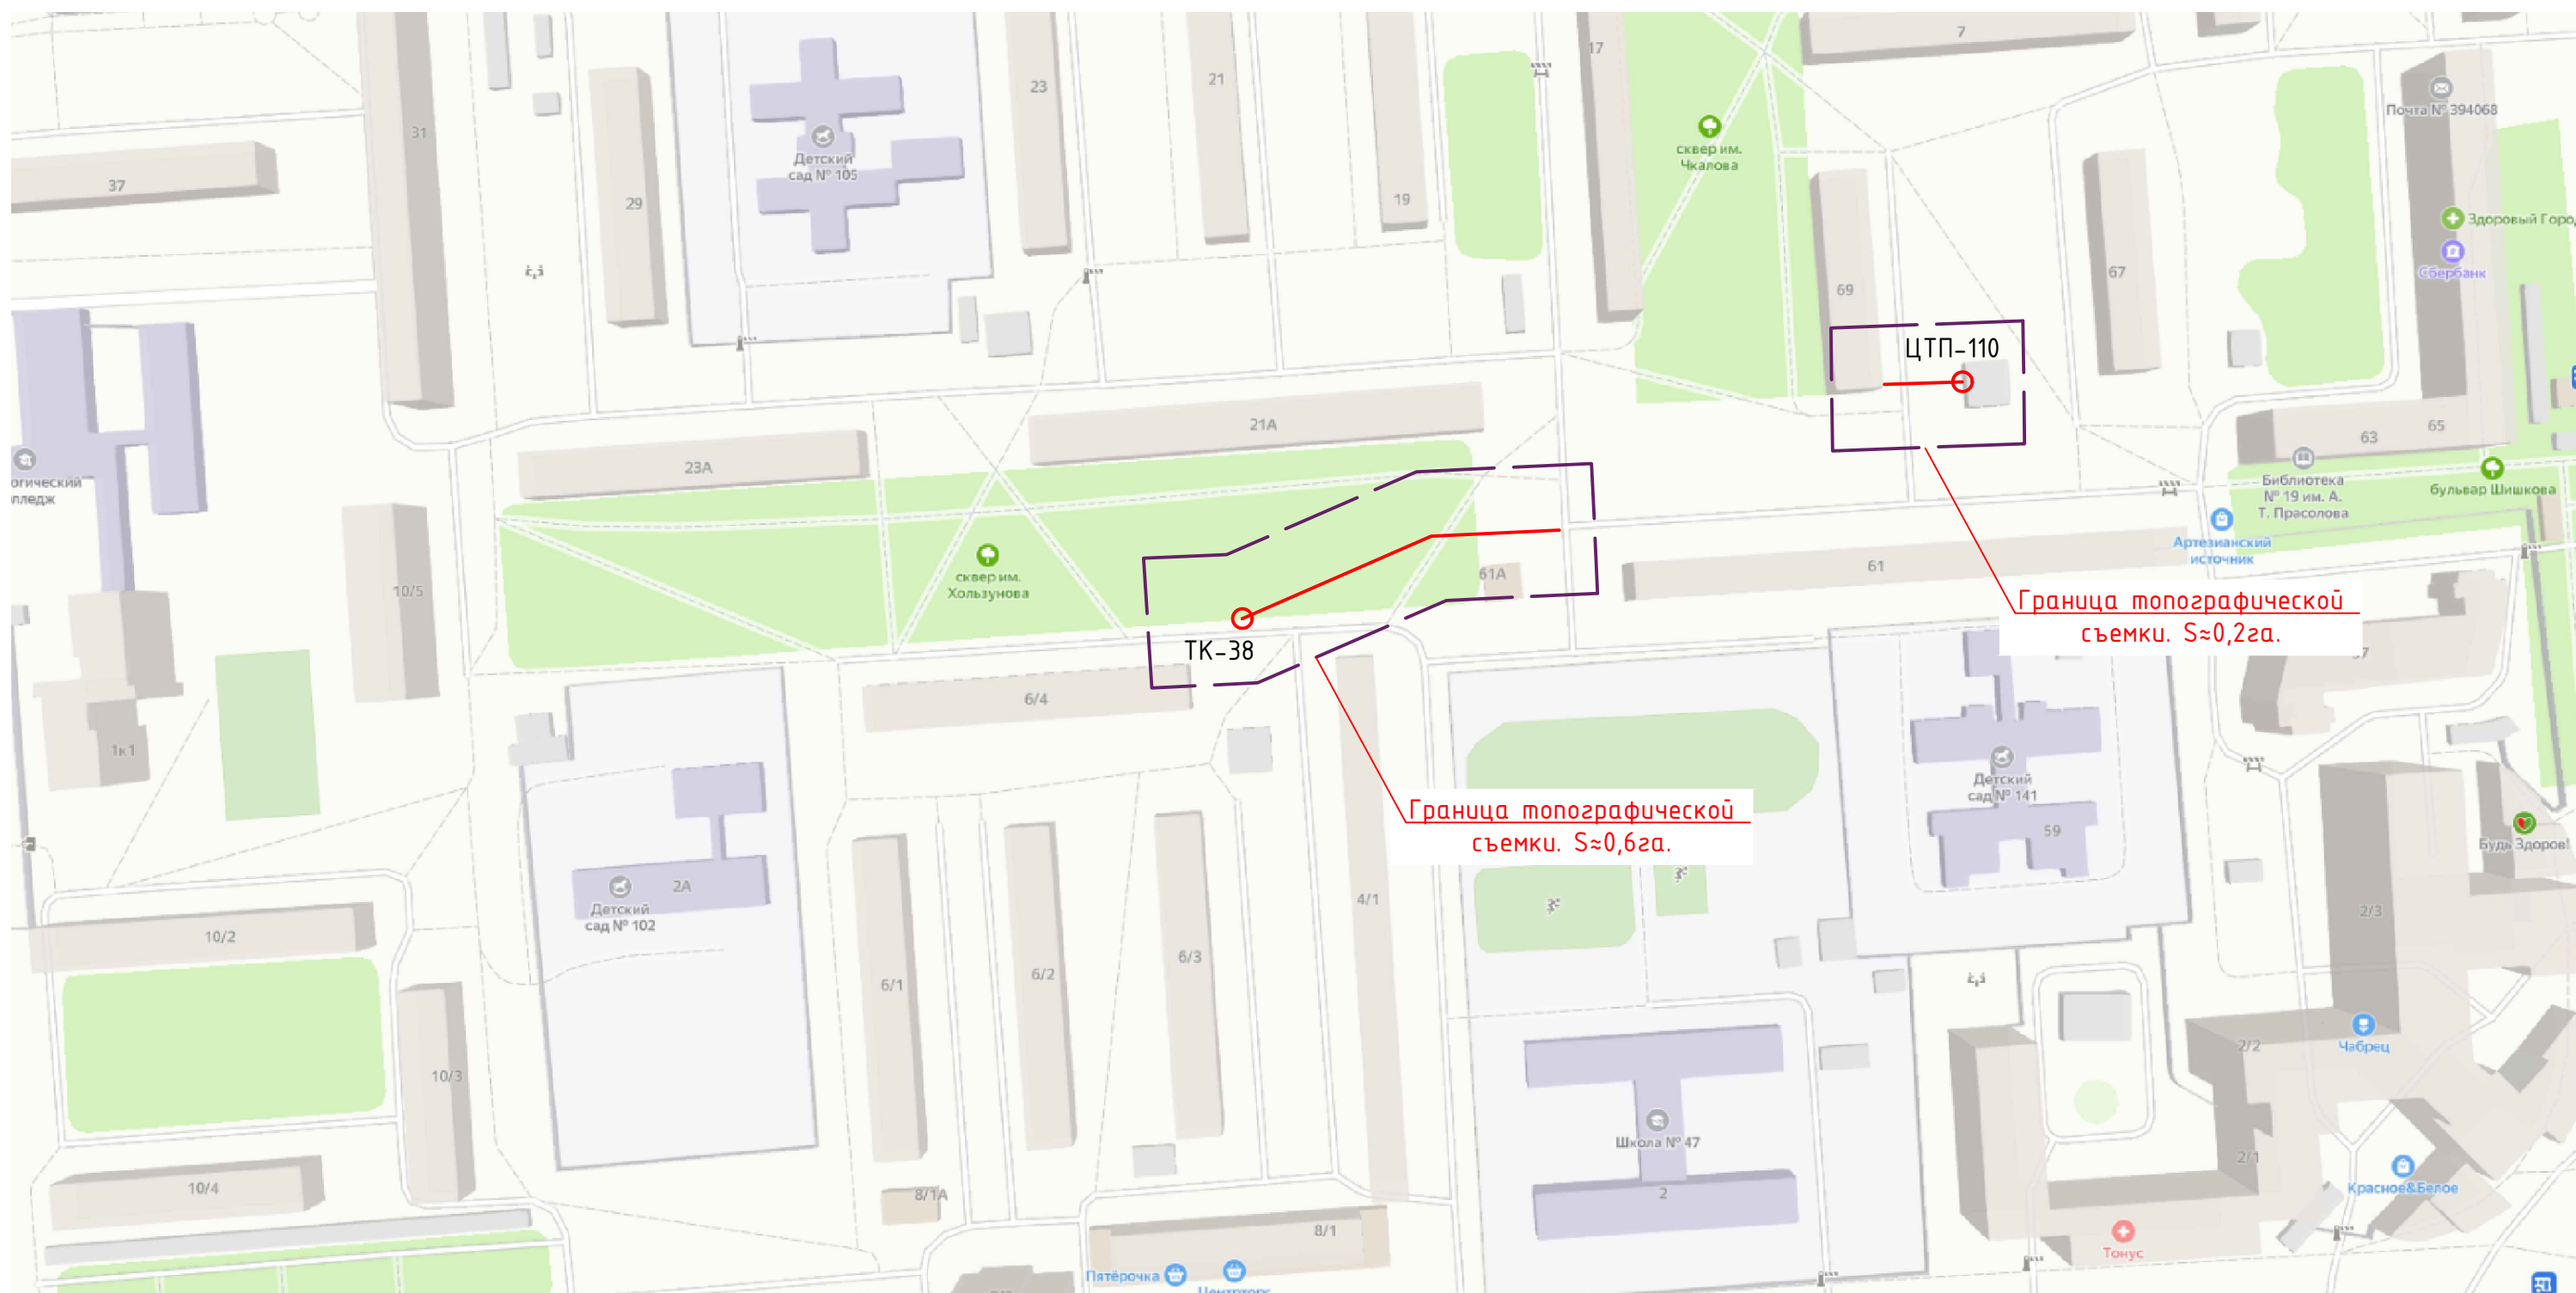 17
7
31
23
21
Почта № 394068
Детский
сад № 105
сквер им.
Чкалова
37
29
19
Здоровый Горо
Сбербанк
69
67
ЦТП-110
21А
23А
63
65
Библиотека
№ 19 им. А.
Т. Прасолова
бульвар Шишкова
Артезианский
источник
сквер им.
Хользунова
10/5
61А
61
Граница топографической
съемки. S≈0,2га.
ТК-38
6/4
1к1
Детский
сад № 141
59
Граница топографической
съемки. S≈0,6га.
Будь Здоров!
2А
Детский
сад № 102
4/1
2/3
10/2
6/1
6/2
6/3
10/3
2/2
Чабрец
Школа № 47
2
2/1
10/4
8/1А
Красное&Белое
8/1
Тонус
Пятёрочка